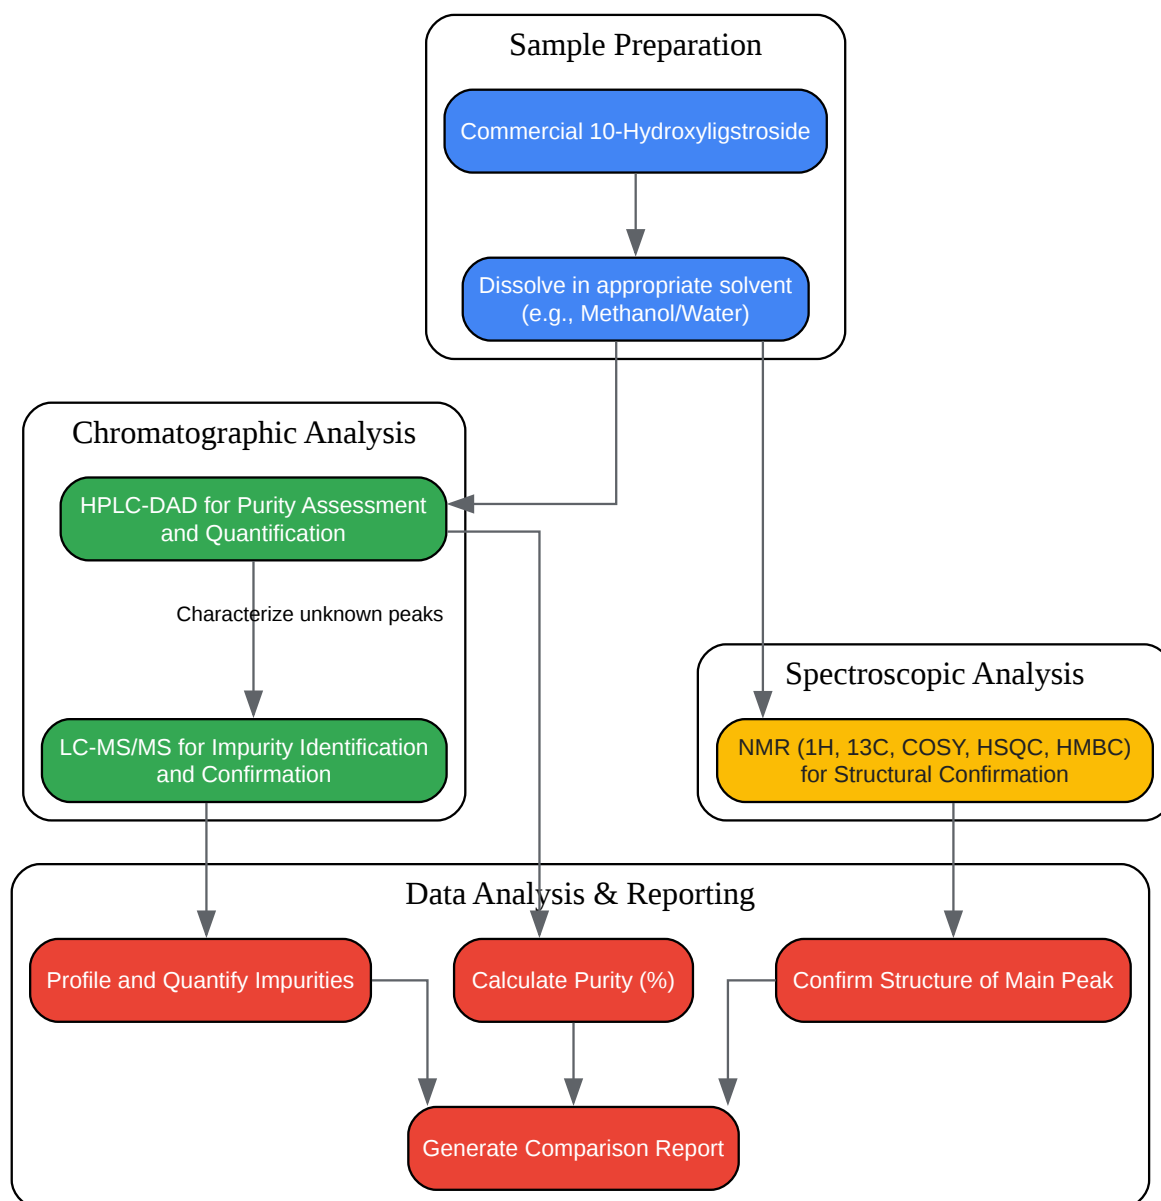 Sample Preparation
Commercial 10-Hydroxyligstroside
Dissolve in appropriate solvent
(e.g., Methanol/Water)
Chromatographic Analysis
HPLC-DAD for Purity Assessment
and Quantification
Characterize unknown peaks
LC-MS/MS for Impurity Identification
and Confirmation
Spectroscopic Analysis
NMR (1H, 13C, COSY, HSQC, HMBC)
for Structural Confirmation
Data Analysis & Reporting
Profile and Quantify Impurities
Calculate Purity (%)
Confirm Structure of Main Peak
Generate Comparison Report